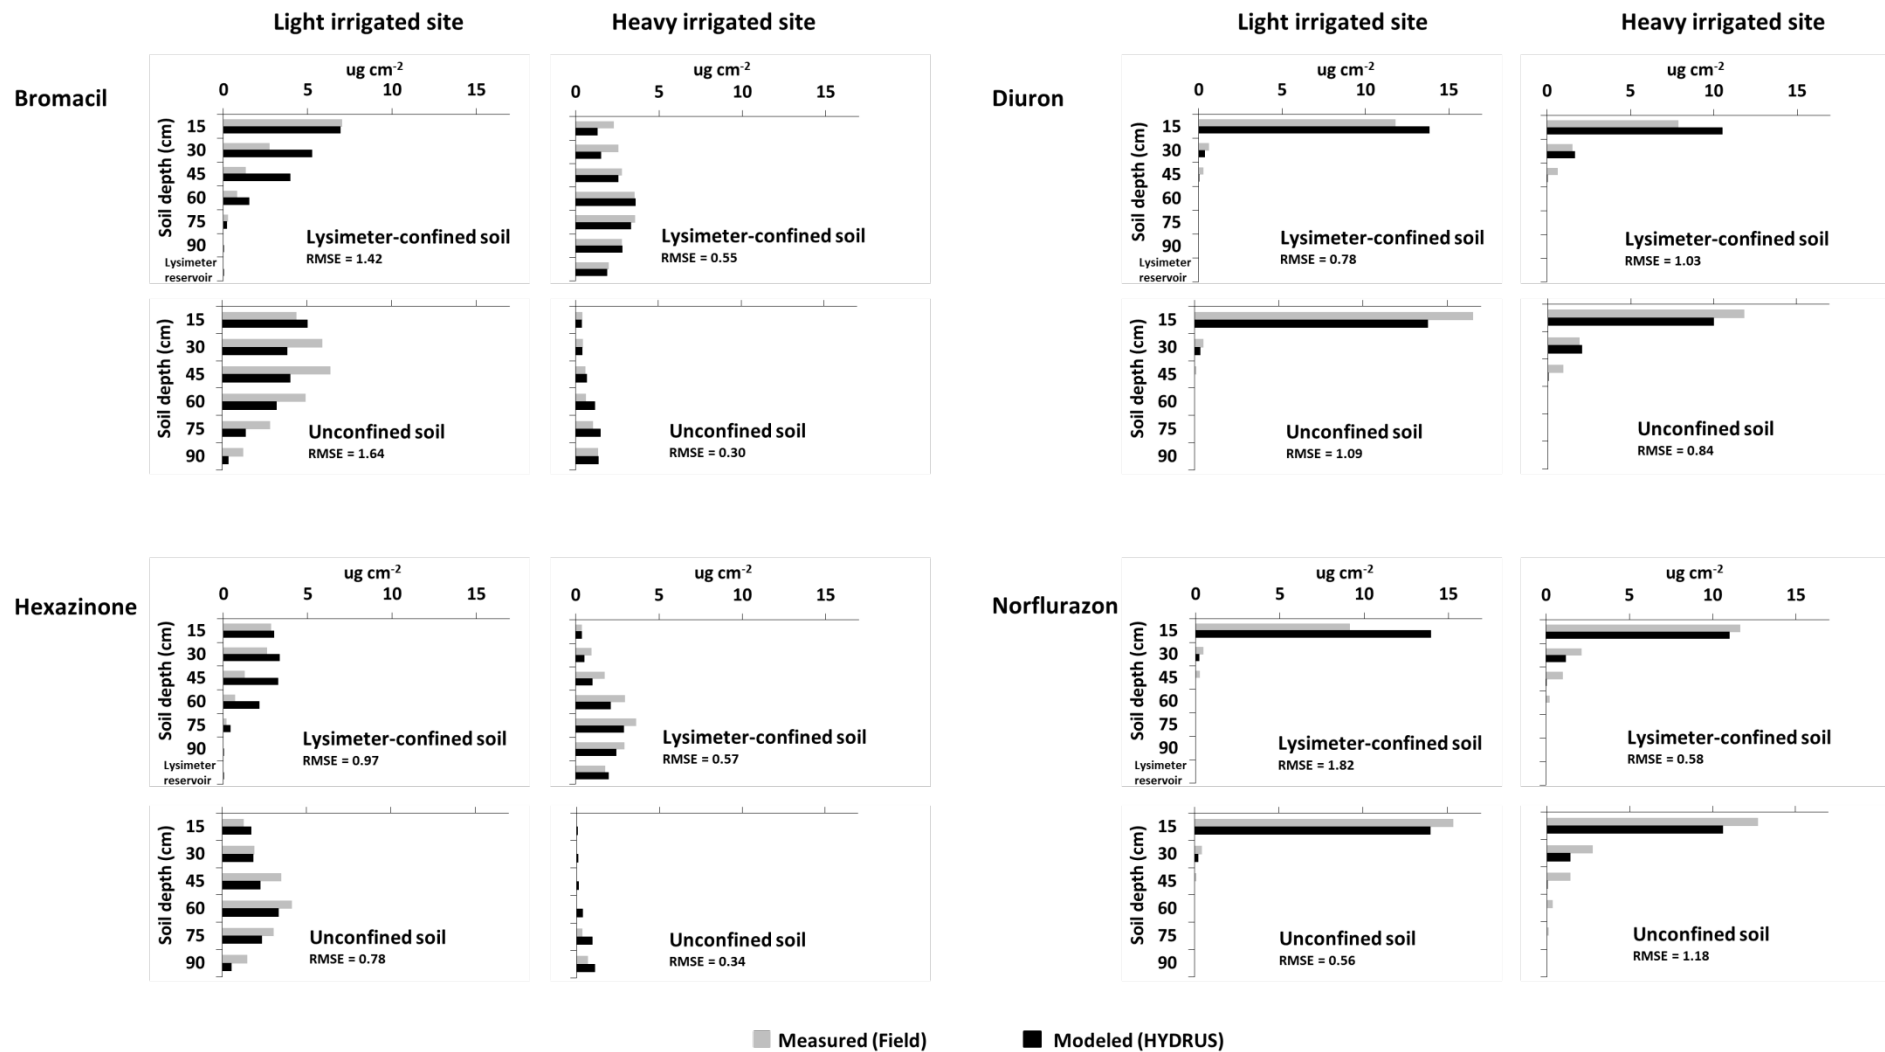 Light irrigated site
Heavy irrigated site
Light irrigated site
Heavy irrigated site
Bromacil
ug cm-2
0 5 10 15
Soil depth (cm)
15
30
45
60
75
90
Lysimeter
reservoir
Lysimeter-confined soil
RMSE = 1.42
ug cm-2
0 5 10 15
Lysimeter-confined soil
RMSE = 0.55
Soil depth (cm)
15
30
45
60
75
90
Unconfined soil
RMSE = 1.64
Unconfined soil
RMSE = 0.30
Diuron
ug cm-2
0 5 10 15
Soil depth (cm)
15
30
45
60
75
90
Lysimeter
reservoir
Lysimeter-confined soil
RMSE = 0.78
ug cm-2
0 5 10 15
Lysimeter-confined soil
RMSE = 1.03
Soil depth (cm)
15
30
45
60
75
90
Unconfined soil
RMSE = 1.09
Unconfined soil
RMSE = 0.84
Hexazinone
ug cm-2
0 5 10 15
Soil depth (cm)
15
30
45
60
75
90
Lysimeter
reservoir
Lysimeter-confined soil
RMSE = 0.97
ug cm-2
0 5 10 15
Lysimeter-confined soil
RMSE = 0.57
Soil depth (cm)
15
30
45
60
75
90
Unconfined soil
RMSE = 0.78
Unconfined soil
RMSE = 0.34
Norflurazon
ug cm-2
0 5 10 15
Soil depth (cm)
15
30
45
60
75
90
Lysimeter
reservoir
Lysimeter-confined soil
RMSE = 1.82
ug cm-2
0 5 10 15
Lysimeter-confined soil
RMSE = 0.58
Soil depth (cm)
15
30
45
60
75
90
Unconfined soil
RMSE = 0.56
Unconfined soil
RMSE = 1.18
Measured (Field)
Modeled (HYDRUS)